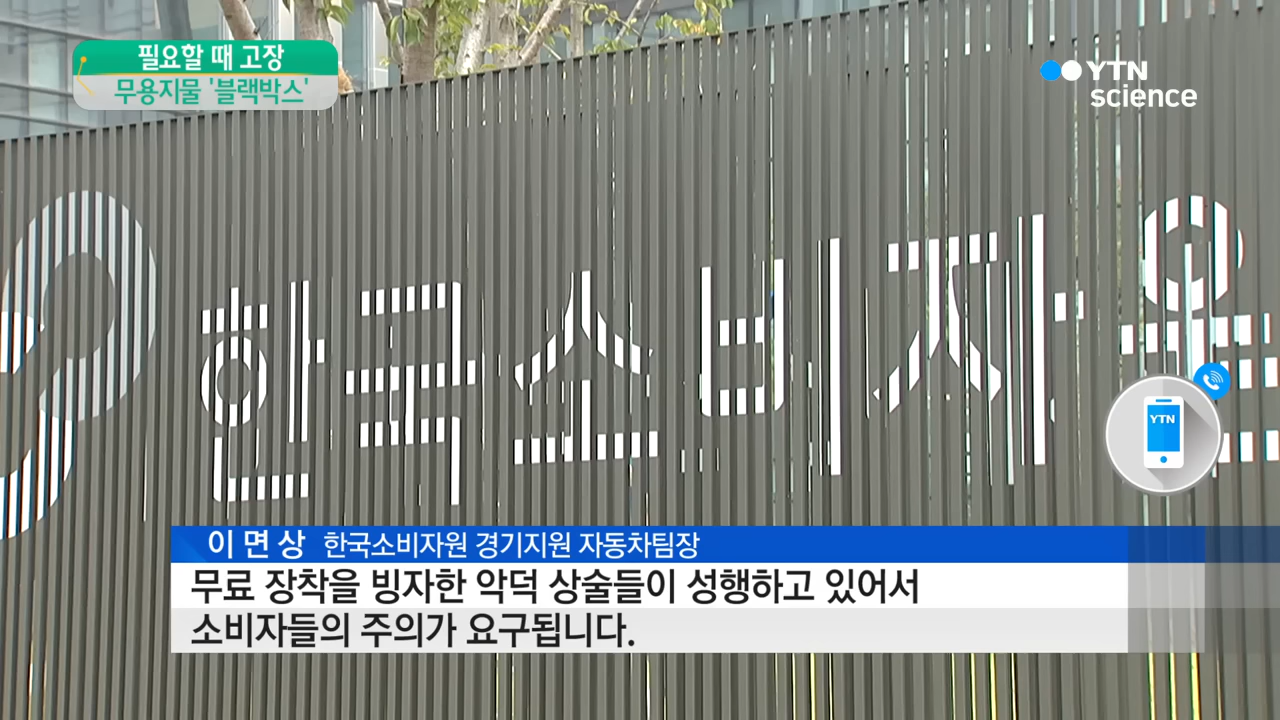 필요할 때 고장
무용지물 '블랙박스'
YTN
science
한국소비자원
YTN
이면상 한국소비자원 경기지원 자동차팀장
무료 장착을 빙자한 악덕 상술들이 성행하고 있어서
소비자들의 주의가 요구됩니다.